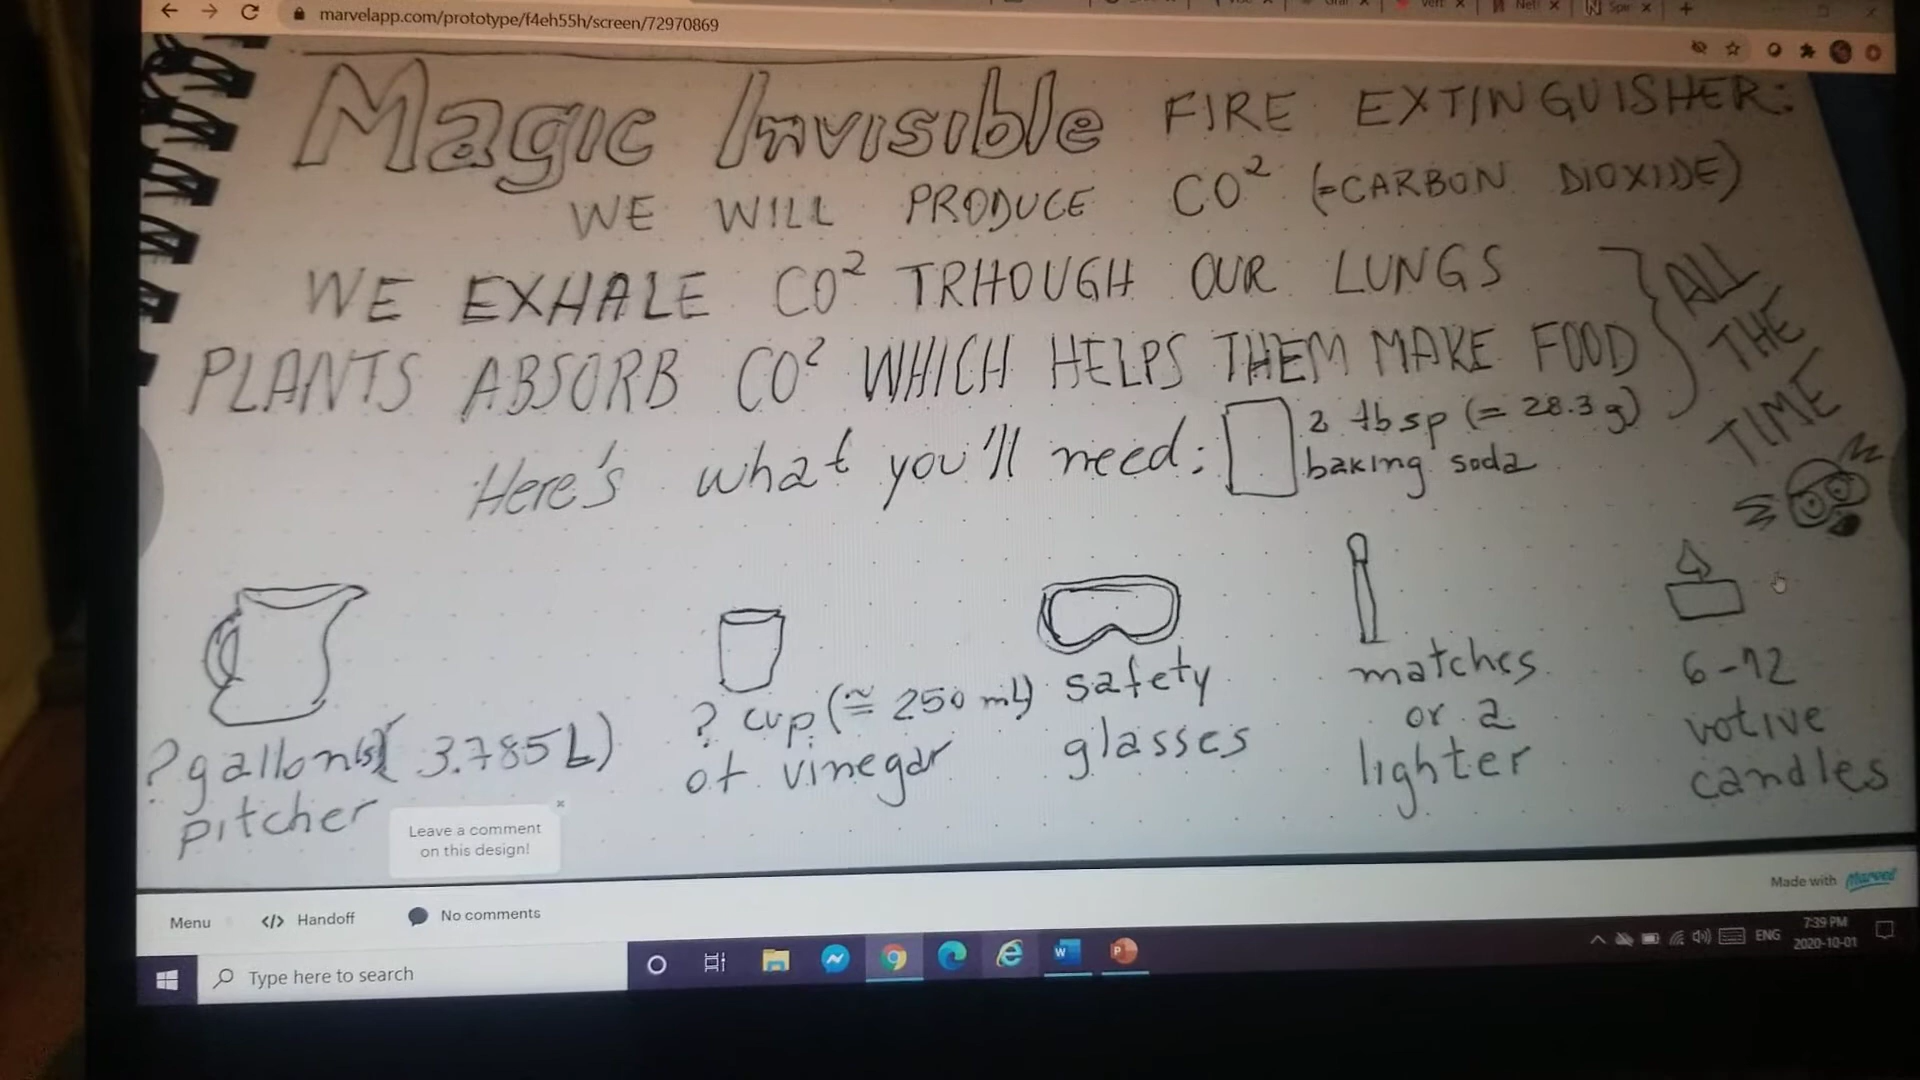 marvelapp.com/prototype/f4eh55h/screen/72970869
Magic Invisible FIRE EXTINGUISHER:
WE WILL PRODUCE CO² (=CARBON DIOXIDE)
WE EXHALE CO² TRHOUGH OUR LUNGS
PLANTS ABSORB CO² WHICH HELPS THEM MAKE FOOD
ALL
THE
TIME
Here's what you'll need:
2 tbsp (= 28.3 g)
baking soda
? gallon(s)( 3.785L)
pitcher
? cup (≈ 250 ml)
of vinegar
safety
glasses
matches
or a
lighter
6-12
votive
candles
Leave a comment
on this design!
Made with Marvel
Menu
</> Handoff
No comments
Type here to search
ENG
7:39 PM
2020-10-01